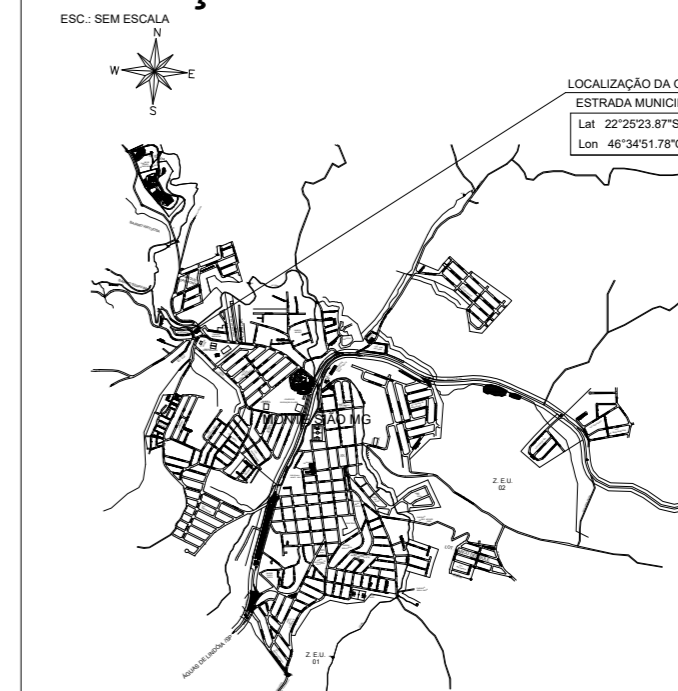 ESC.: SEM ESCALA
N
W
E
S
LOCALIZAÇÃO DA
ESTRADA
Lat 22°25'23.87"S
Lon 46°34'51.78"
MONTE SIÃO MG
Z. E.U.
02
ÁGUAS DE LINDÓIA /SP
Z. E.U.
01